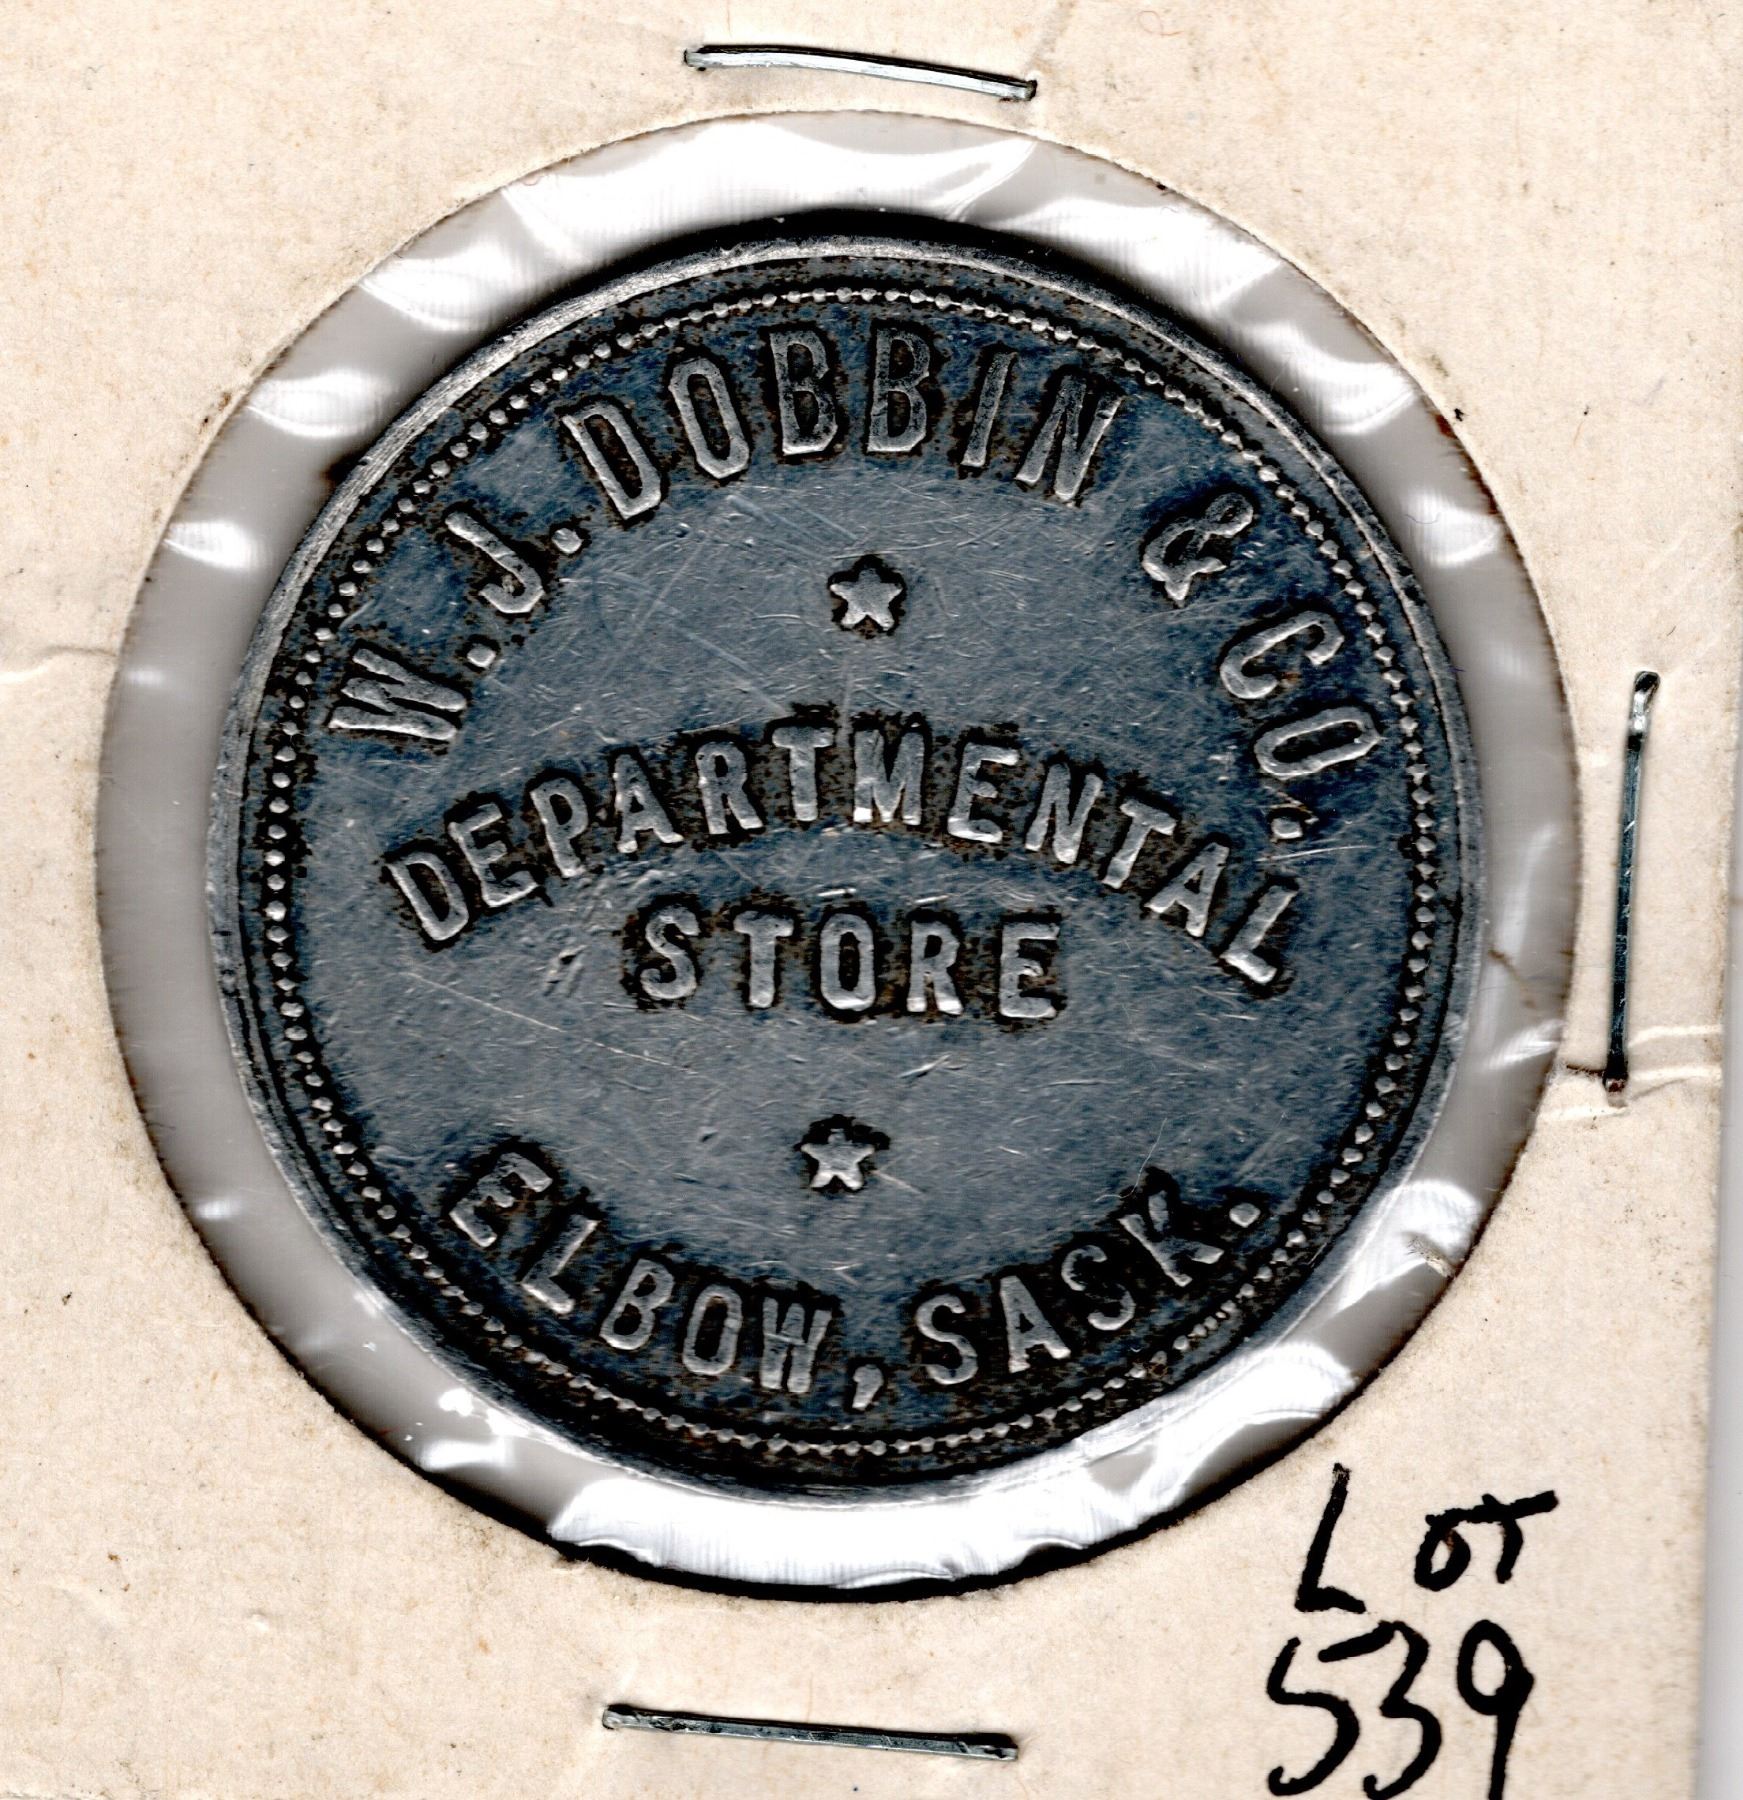 W.J. DOBBIN & CO.
DEPARTMENTAL
STORE
ELBOW, SASK.
LOT
539